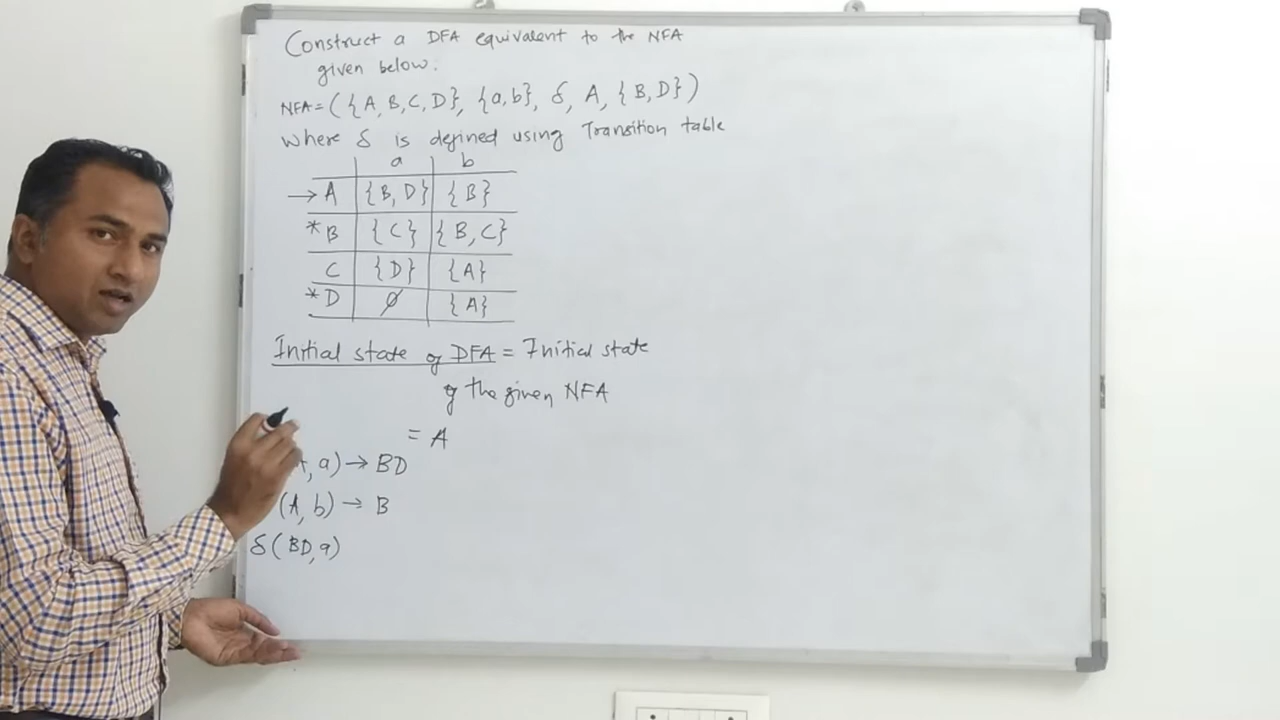 Construct a DFA equivalent to the NFA
given below.
NFA = ({A, B, C, D}, {a, b}, δ, A, {B, D})
where δ is defined using Transition table
a b
→ A {B, D} {B}
* B {C} {B, C}
C {D} {A}
* D ∅ {A}
Initial state of DFA = Initial state
of the given NFA
= A
, a) → BD
(A, b) → B
δ(BD, a)